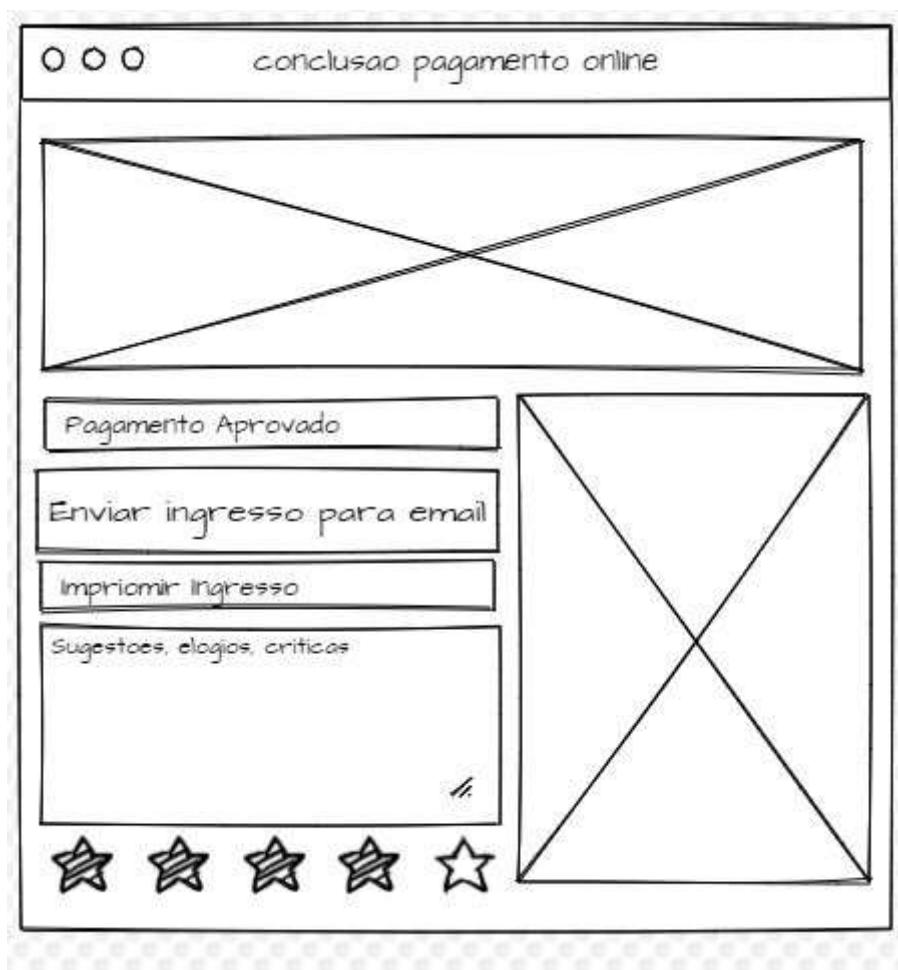 conclusao pagamento online
Pagamento Aprovado
Enviar ingresso para email
Impriomir Ingresso
Sugestoes, elogios, criticas